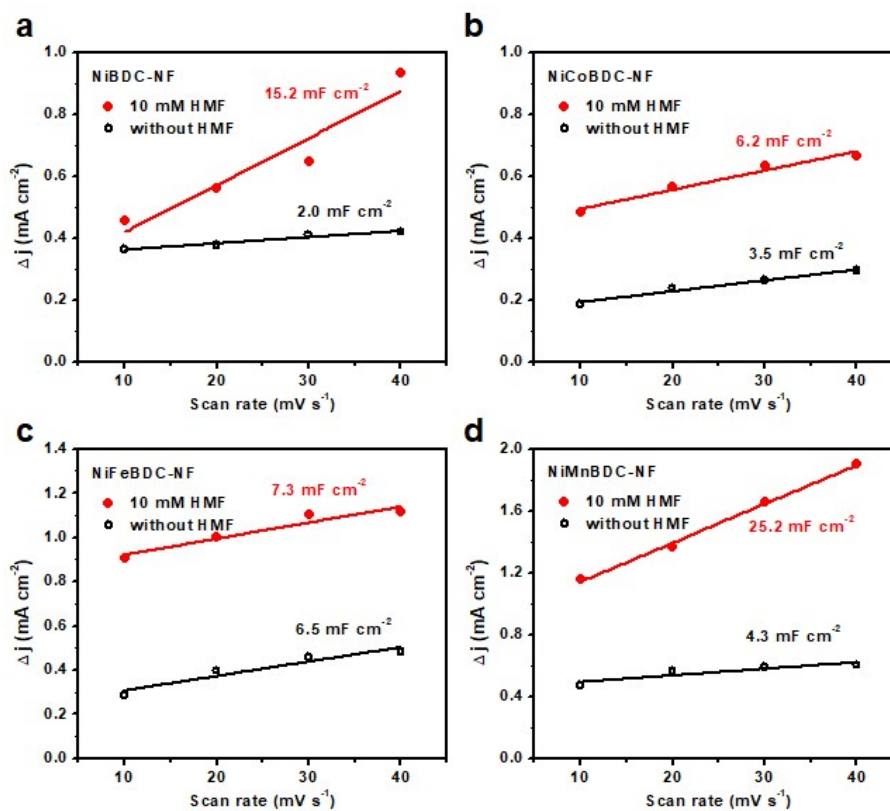 a
NiBDC-NF
10 mM HMF
without HMF
15.2 mF cm⁻²
2.0 mF cm⁻²
1.0
0.8
0.6
0.4
0.2
0.0
Δ j (mA cm⁻²)
10 20 30 40
Scan rate (mV s⁻¹)
b
NiCoBDC-NF
10 mM HMF
without HMF
6.2 mF cm⁻²
3.5 mF cm⁻²
1.0
0.8
0.6
0.4
0.2
0.0
Δ j (mA cm⁻²)
10 20 30 40
Scan rate (mV s⁻¹)
c
NiFeBDC-NF
10 mM HMF
without HMF
7.3 mF cm⁻²
6.5 mF cm⁻²
1.4
1.2
1.0
0.8
0.6
0.4
0.2
0.0
Δ j (mA cm⁻²)
10 20 30 40
Scan rate (mV s⁻¹)
d
NiMnBDC-NF
10 mM HMF
without HMF
25.2 mF cm⁻²
4.3 mF cm⁻²
2.0
1.6
1.2
0.8
0.4
0.0
Δ j (mA cm⁻²)
10 20 30 40
Scan rate (mV s⁻¹)